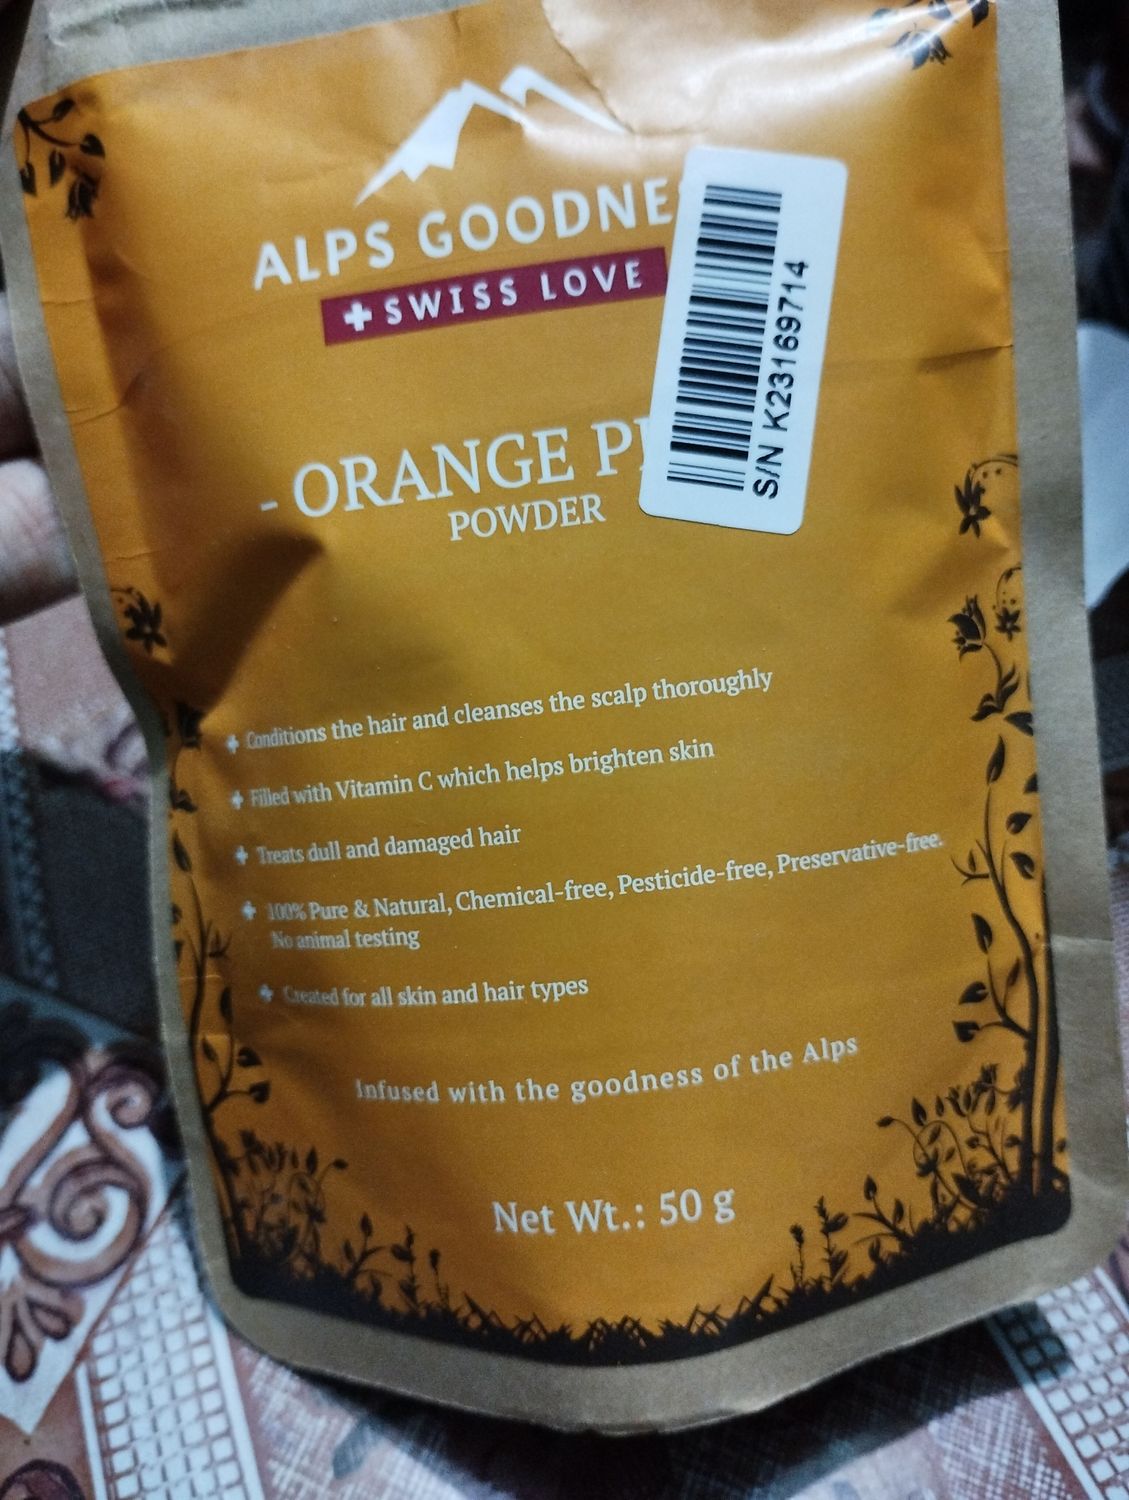 ALPS GOODNE
+SWISS LOVE
- ORANGE P
POWDER
Conditions the hair and cleanses the scalp thoroughly
Filled with Vitamin C which helps brighten skin
Treats dull and damaged hair
100% Pure & Natural, Chemical-free, Pesticide-free, Preservative-free.
No animal testing
Created for all skin and hair types
Infused with the goodness of the Alps
Net Wt.: 50 g
S/N K23169714